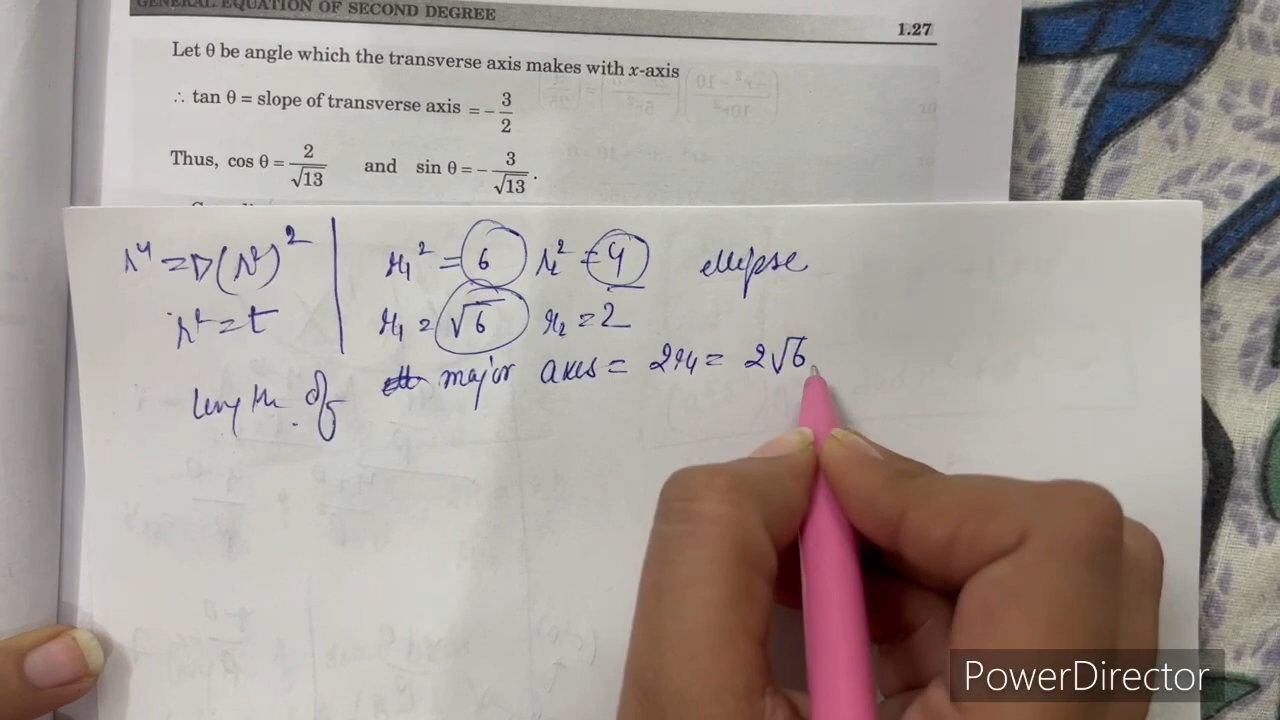 GENERAL EQUATION OF SECOND DEGREE 1.27
Let θ be angle which the transverse axis makes with x-axis
∴ tan θ = slope of transverse axis = - 3/2
Thus, cos θ = 2/√13 and sin θ = - 3/√13 .
r⁴ = (r²)² | r₁² = 6 r₂² = 4 ellipse
r² = t | r₁ = √6 r₂ = 2
length of major axes = 2r₁ = 2√6
PowerDirector